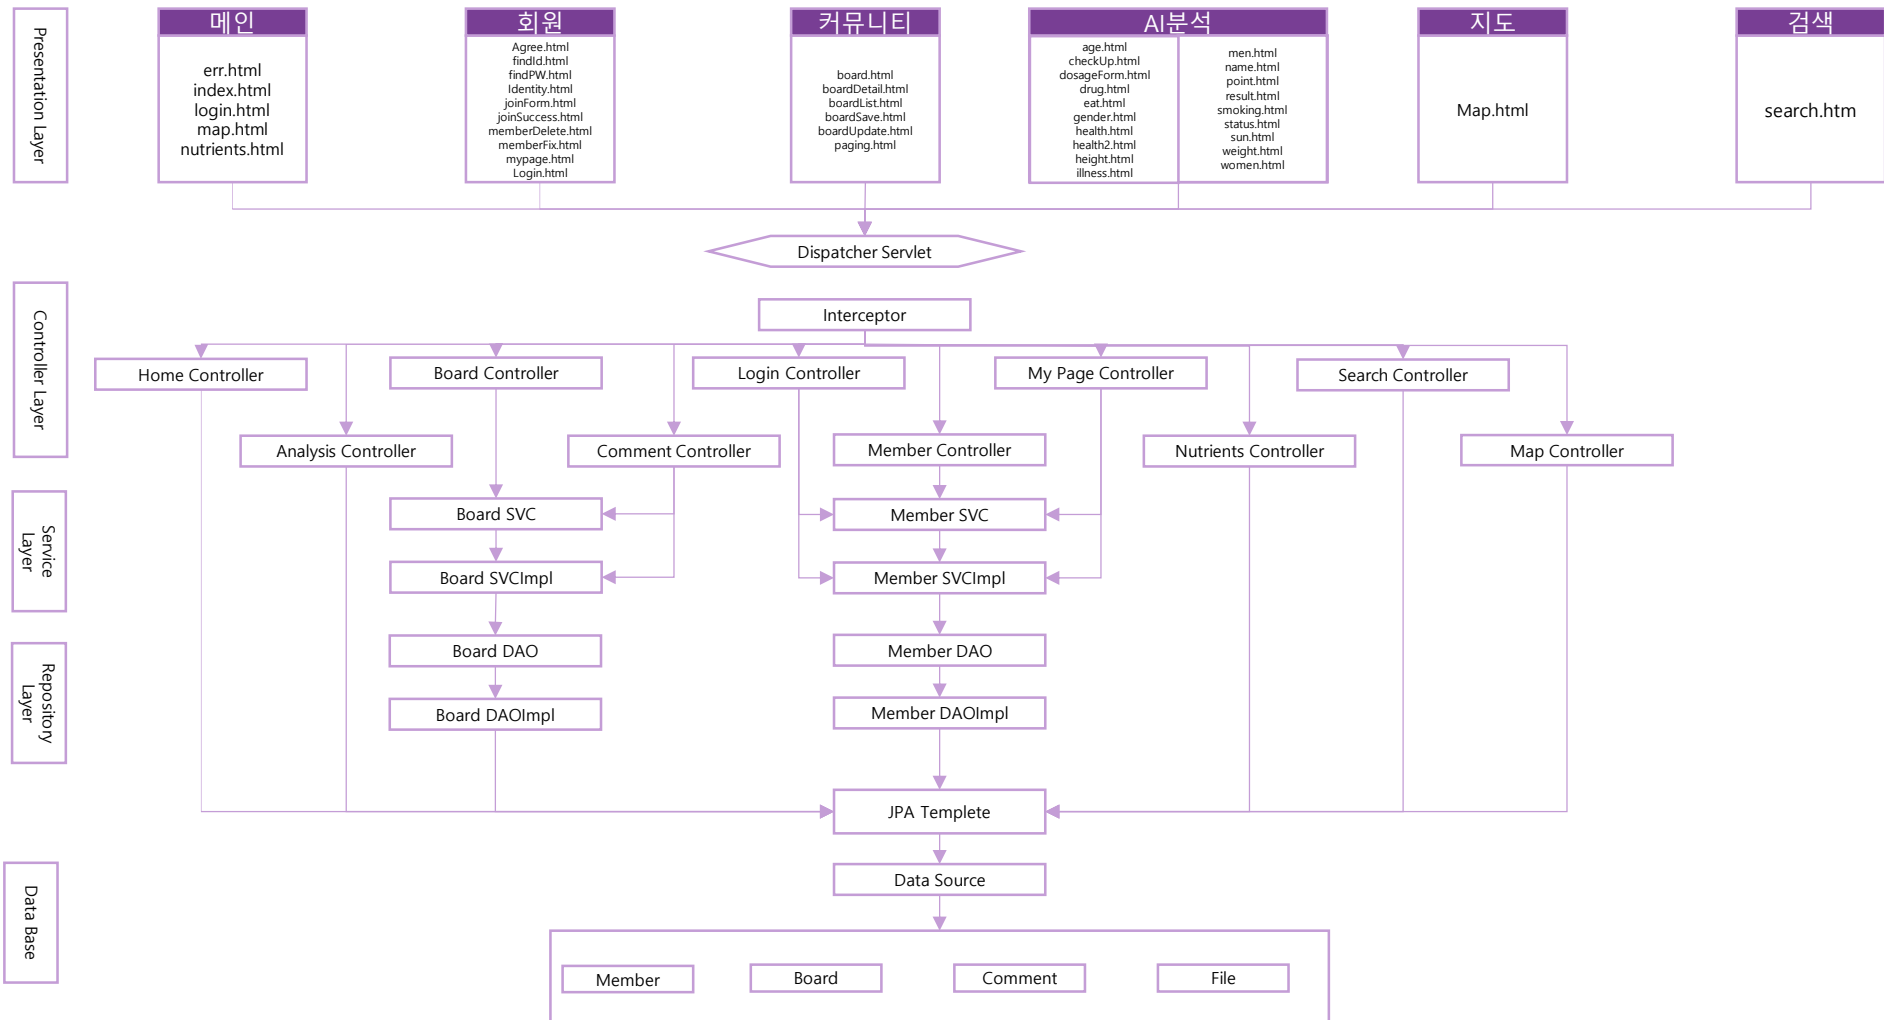 Presentation Layer
메인
err.html
index.html
login.html
map.html
nutrients.html
회원
Agree.html
findId.html
findPW.html
Identity.html
joinForm.html
joinSuccess.html
memberDelete.html
memberFix.html
mypage.html
Login.html
커뮤니티
board.html
boardDetail.html
boardList.html
boardSave.html
boardUpdate.html
paging.html
AI분석
age.html
checkUp.html
dosageForm.html
drug.html
eat.html
gender.html
health.html
health2.html
height.html
illness.html
men.html
name.html
point.html
result.html
smoking.html
status.html
sun.html
weight.html
women.html
지도
Map.html
검색
search.htm
Dispatcher Servlet
Controller Layer
Interceptor
Home Controller
Board Controller
Login Controller
My Page Controller
Search Controller
Analysis Controller
Comment Controller
Member Controller
Nutrients Controller
Map Controller
Service
Layer
Board SVC
Member SVC
Board SVCImpl
Member SVCImpl
Repository
Layer
Board DAO
Member DAO
Board DAOImpl
Member DAOImpl
JPA Templete
Data Base
Data Source
Member
Board
Comment
File